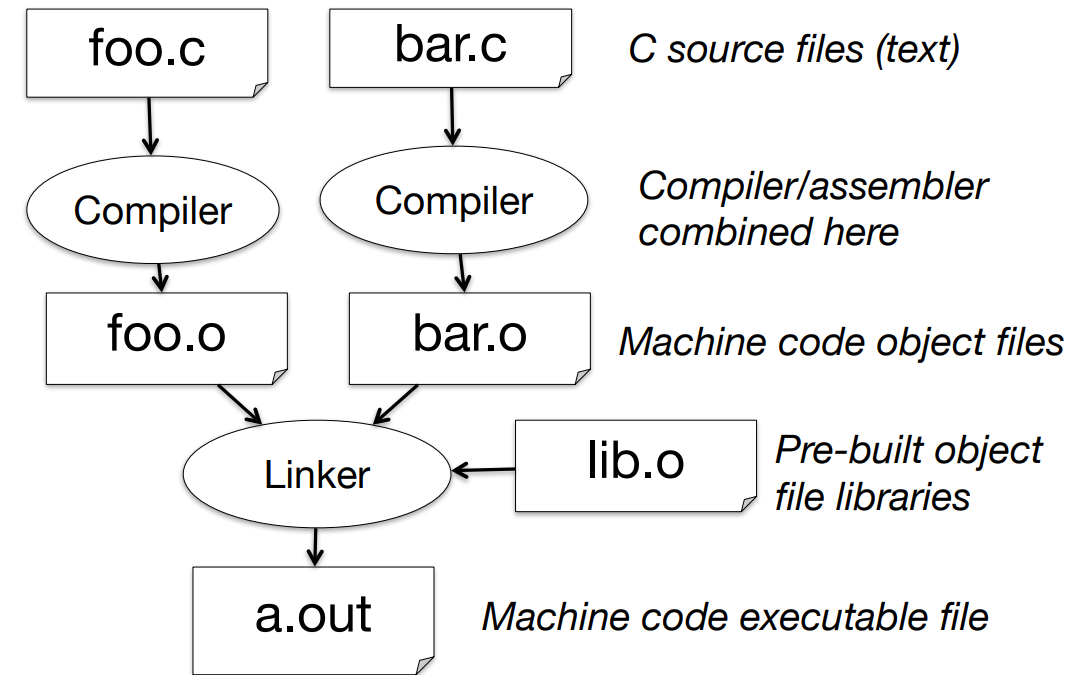 foo.c
bar.c
C source files (text)
Compiler
Compiler
Compiler/assembler
combined here
foo.o
bar.o
Machine code object files
Linker
lib.o
Pre-built object
file libraries
a.out
Machine code executable file